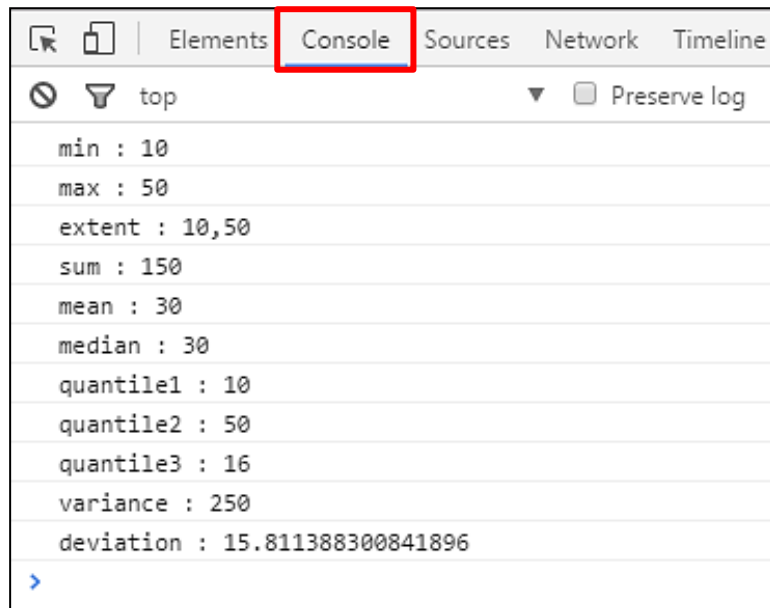 Elements Console Sources Network Timeline
top Preserve log
min : 10
max : 50
extent : 10,50
sum : 150
mean : 30
median : 30
quantile1 : 10
quantile2 : 50
quantile3 : 16
variance : 250
deviation : 15.811388300841896
>